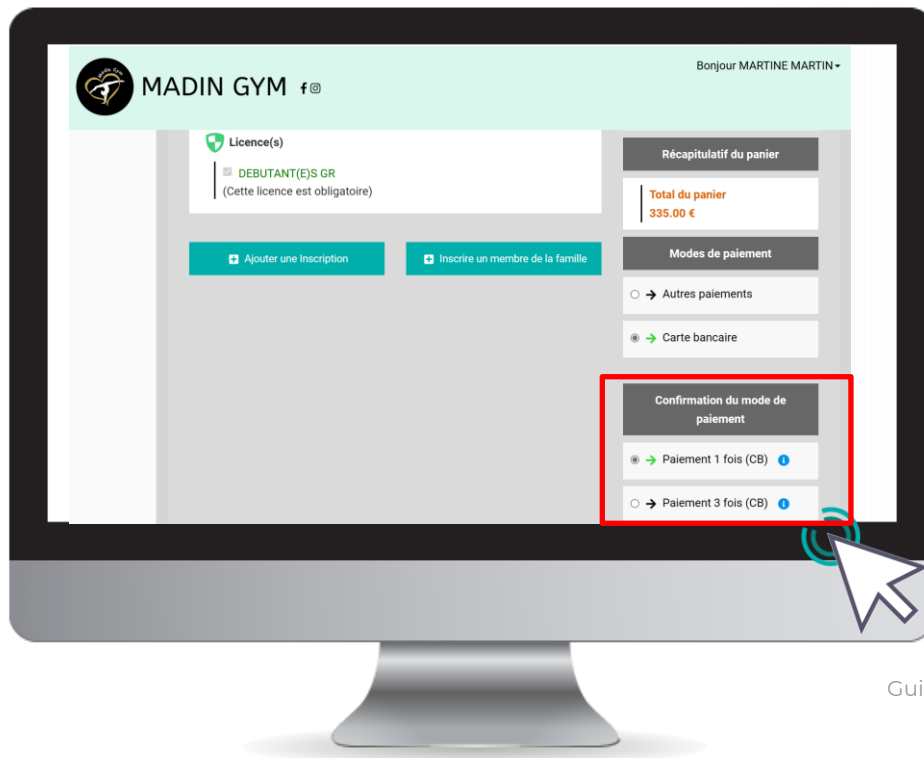 Bonjour MARTINE MARTIN
MADIN GYM
Licence(s)
DEBUTANT(E)S GR
(Cette licence est obligatoire)
Ajouter une Inscription
Inscrire un membre de la famille
Récapitulatif du panier
Total du panier
335.00 €
Modes de paiement
Autres paiements
Carte bancaire
Confirmation du mode de
paiement
Paiement 1 fois (CB)
Paiement 3 fois (CB)
Gui